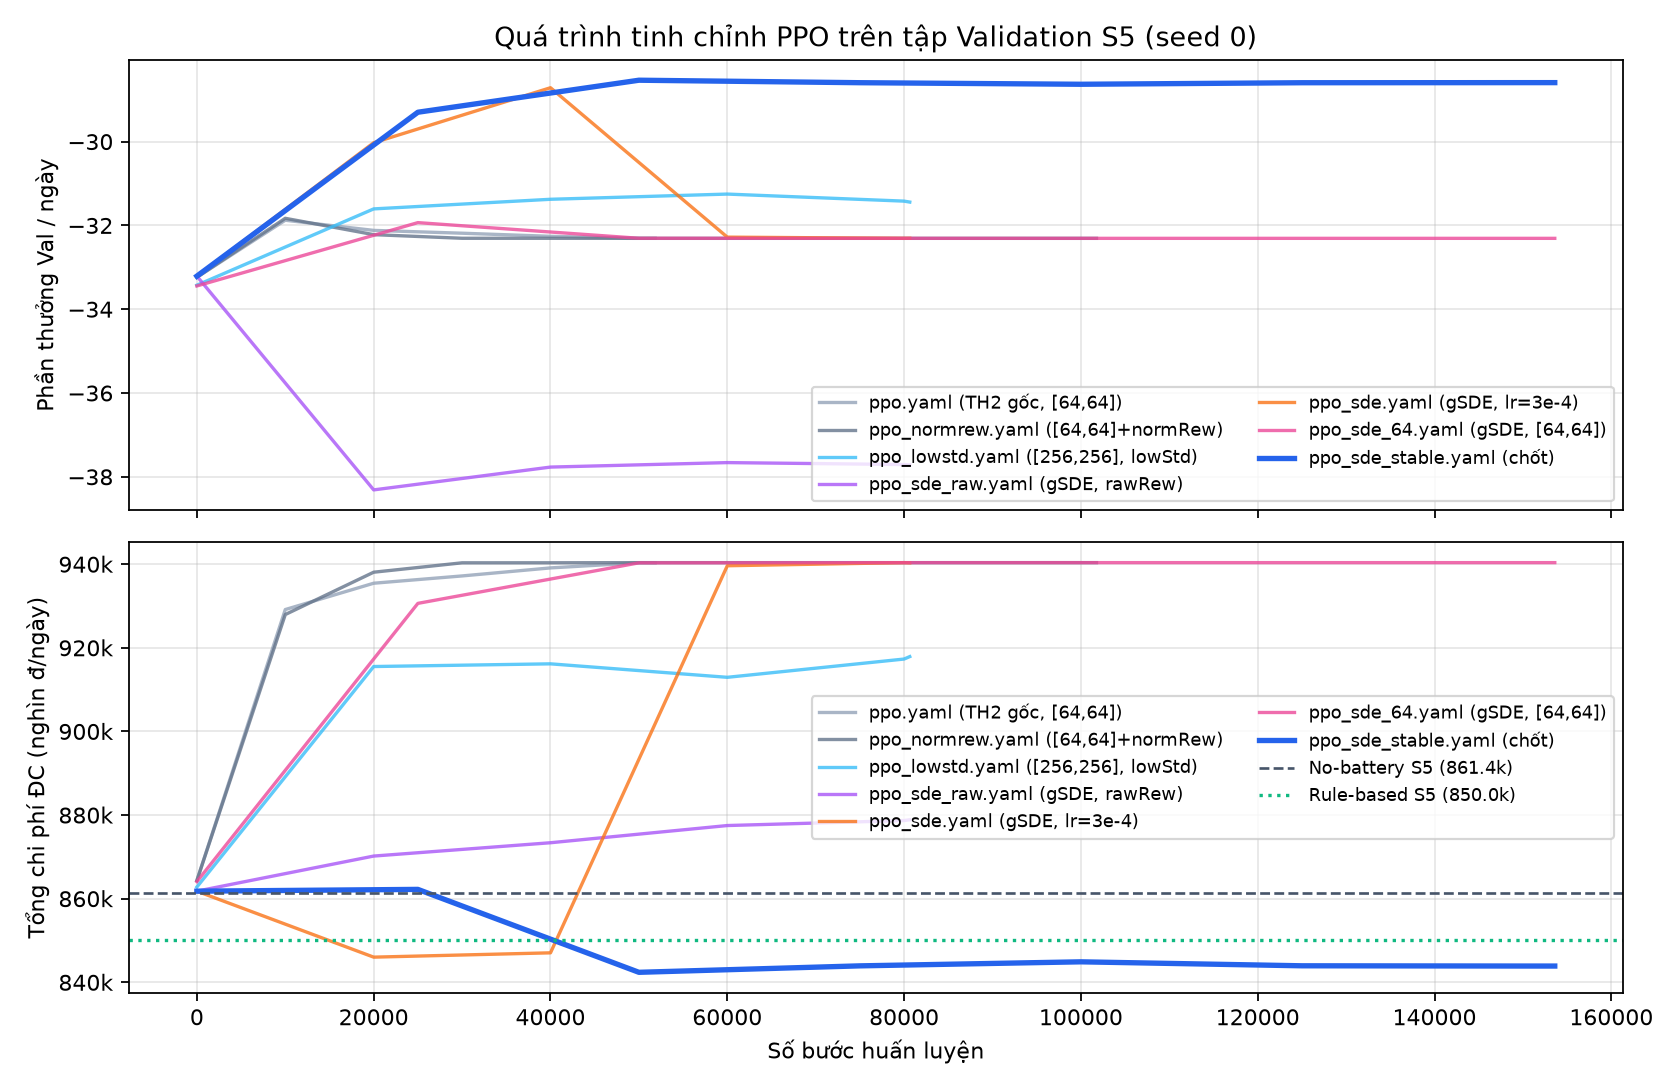 Quá trình tinh chỉnh PPO trên tập Validation S5 (seed 0)
Phần thưởng Val / ngày
−30
−32
−34
−36
−38
ppo.yaml (TH2 gốc, [64,64])
ppo_normrew.yaml ([64,64]+normRew)
ppo_lowstd.yaml ([256,256], lowStd)
ppo_sde_raw.yaml (gSDE, rawRew)
ppo_sde.yaml (gSDE, lr=3e-4)
ppo_sde_64.yaml (gSDE, [64,64])
ppo_sde_stable.yaml (chốt)
Tổng chi phí ĐC (nghìn đ/ngày)
940k
920k
900k
880k
860k
840k
ppo.yaml (TH2 gốc, [64,64])
ppo_normrew.yaml ([64,64]+normRew)
ppo_lowstd.yaml ([256,256], lowStd)
ppo_sde_raw.yaml (gSDE, rawRew)
ppo_sde.yaml (gSDE, lr=3e-4)
ppo_sde_64.yaml (gSDE, [64,64])
ppo_sde_stable.yaml (chốt)
No-battery S5 (861.4k)
Rule-based S5 (850.0k)
0 20000 40000 60000 80000 100000 120000 140000 160000
Số bước huấn luyện